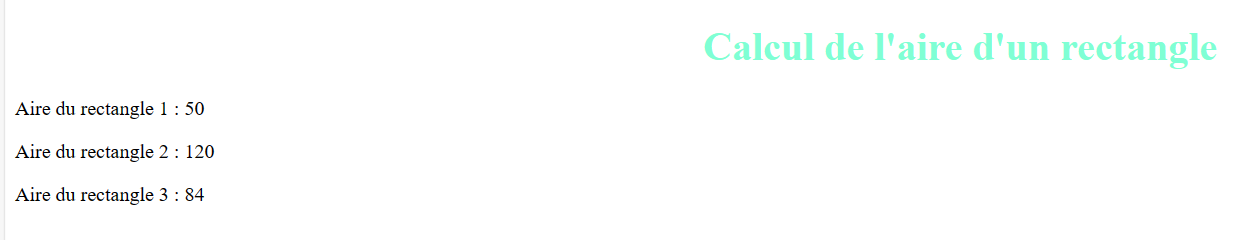 Calcul de l'aire d'un rectangle
Aire du rectangle 1 : 50
Aire du rectangle 2 : 120
Aire du rectangle 3 : 84